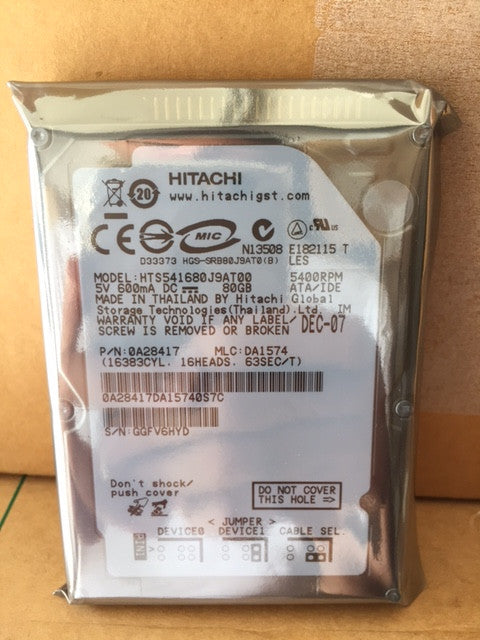 HITACHI
www.hitachigst.com
20
CE MIC N13508 E182115 T
D33373 HGS-SRB80J9AT0(B) LES
MODEL: HTS541680J9AT00 5400RPM
5V 600mA DC 80GB ATA/IDE
MADE IN THAILAND BY Hitachi Global
Storage Technologies(Thailand).Ltd. IM
WARRANTY VOID IF ANY LABEL/ DEC-07
SCREW IS REMOVED OR BROKEN
P/N:0A28417 MLC:DA1574
(16383CYL. 16HEADS. 63SEC/T)
0A28417DA15740S7C
S/N:GGFV6HYD
Don't shock/
push cover
DO NOT COVER
THIS HOLE =>
< JUMPER >
DEVICE0 DEVICE1 CABLE SEL.